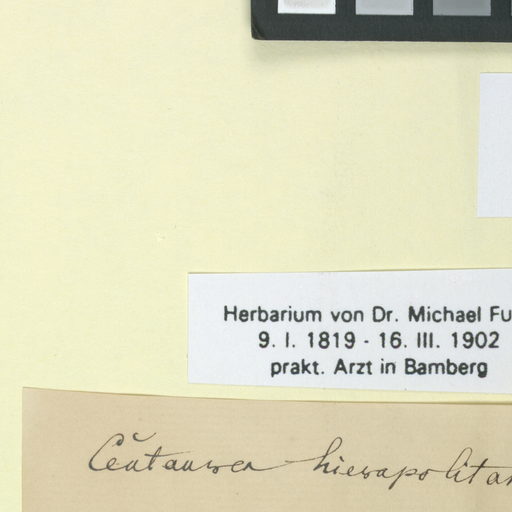 Herbarium von Dr. Michael Fu
9. I. 1819 - 16. III. 1902
prakt. Arzt in Bamberg
Centaurea hierapolitan